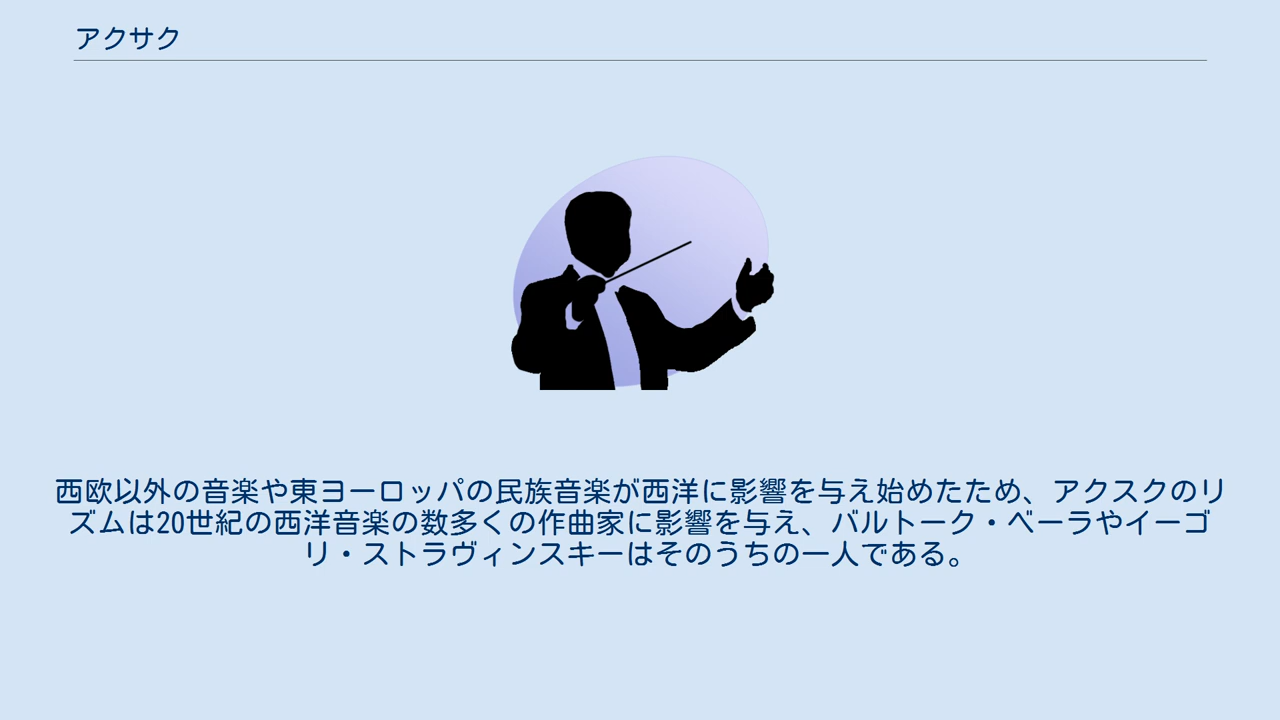 アクサク
西欧以外の音楽や東ヨーロッパの民族音楽が西洋に影響を与え始めたため、アクスクのリ
ズムは20世紀の西洋音楽の数多くの作曲家に影響を与え、バルトーク・ベーラやイーゴ
リ・ストラヴィンスキーはそのうちの一人である。